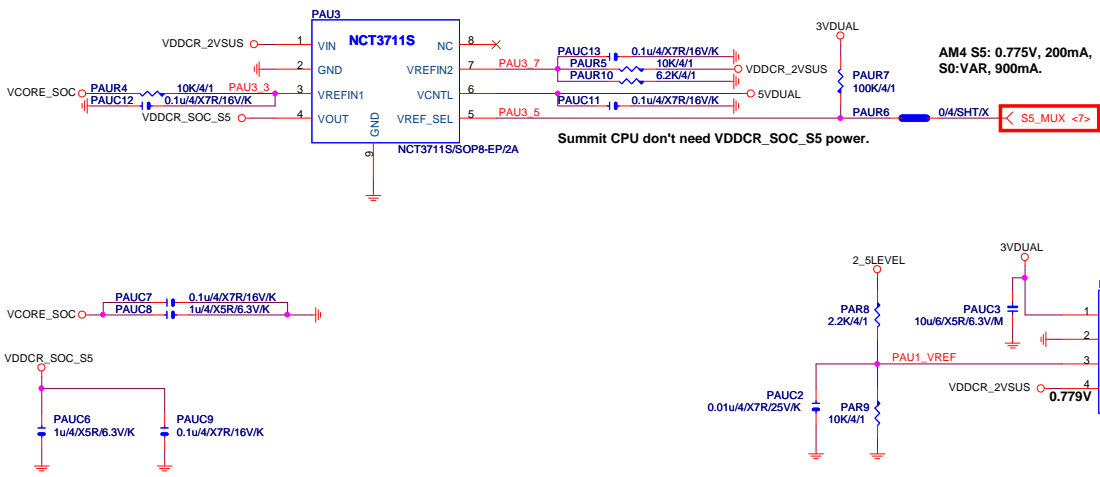 PAU3
NCT3711S
VDDCR_2VSUS
1 VIN
NC 8
2 GND
VREFIN2 7
PAU3_7
VCORE_SOC
PAUR4
10K/4/1
PAU3_3
3 VREFIN1
VCNTL 6
PAUC12
0.1u/4/X7R/16V/K
VDDCR_SOC_S5
4 VOUT
VREF_SEL 5
PAU3_5
GND
9
NCT3711S/SOP8-EP/2A
PAUC13
0.1u/4/X7R/16V/K
PAUR5
10K/4/1
VDDCR_2VSUS
PAUR10
6.2K/4/1
5VDUAL
PAUC11
0.1u/4/X7R/16V/K
3VDUAL
PAUR7
100K/4/1
PAUR6
0/4/SHT/X
S5_MUX <7>
AM4 S5: 0.775V, 200mA,
S0:VAR, 900mA.
Summit CPU don't need VDDCR_SOC_S5 power.
VCORE_SOC
PAUC7
0.1u/4/X7R/16V/K
PAUC8
1u/4/X5R/6.3V/K
VDDCR_SOC_S5
PAUC6
1u/4/X5R/6.3V/K
PAUC9
0.1u/4/X7R/16V/K
2_5LEVEL
PAR8
2.2K/4/1
PAU1_VREF
PAUC2
0.01u/4/X7R/25V/K
PAR9
10K/4/1
3VDUAL
PAUC3
10u/6/X5R/6.3V/M
1
2
3
VDDCR_2VSUS
4
0.779V